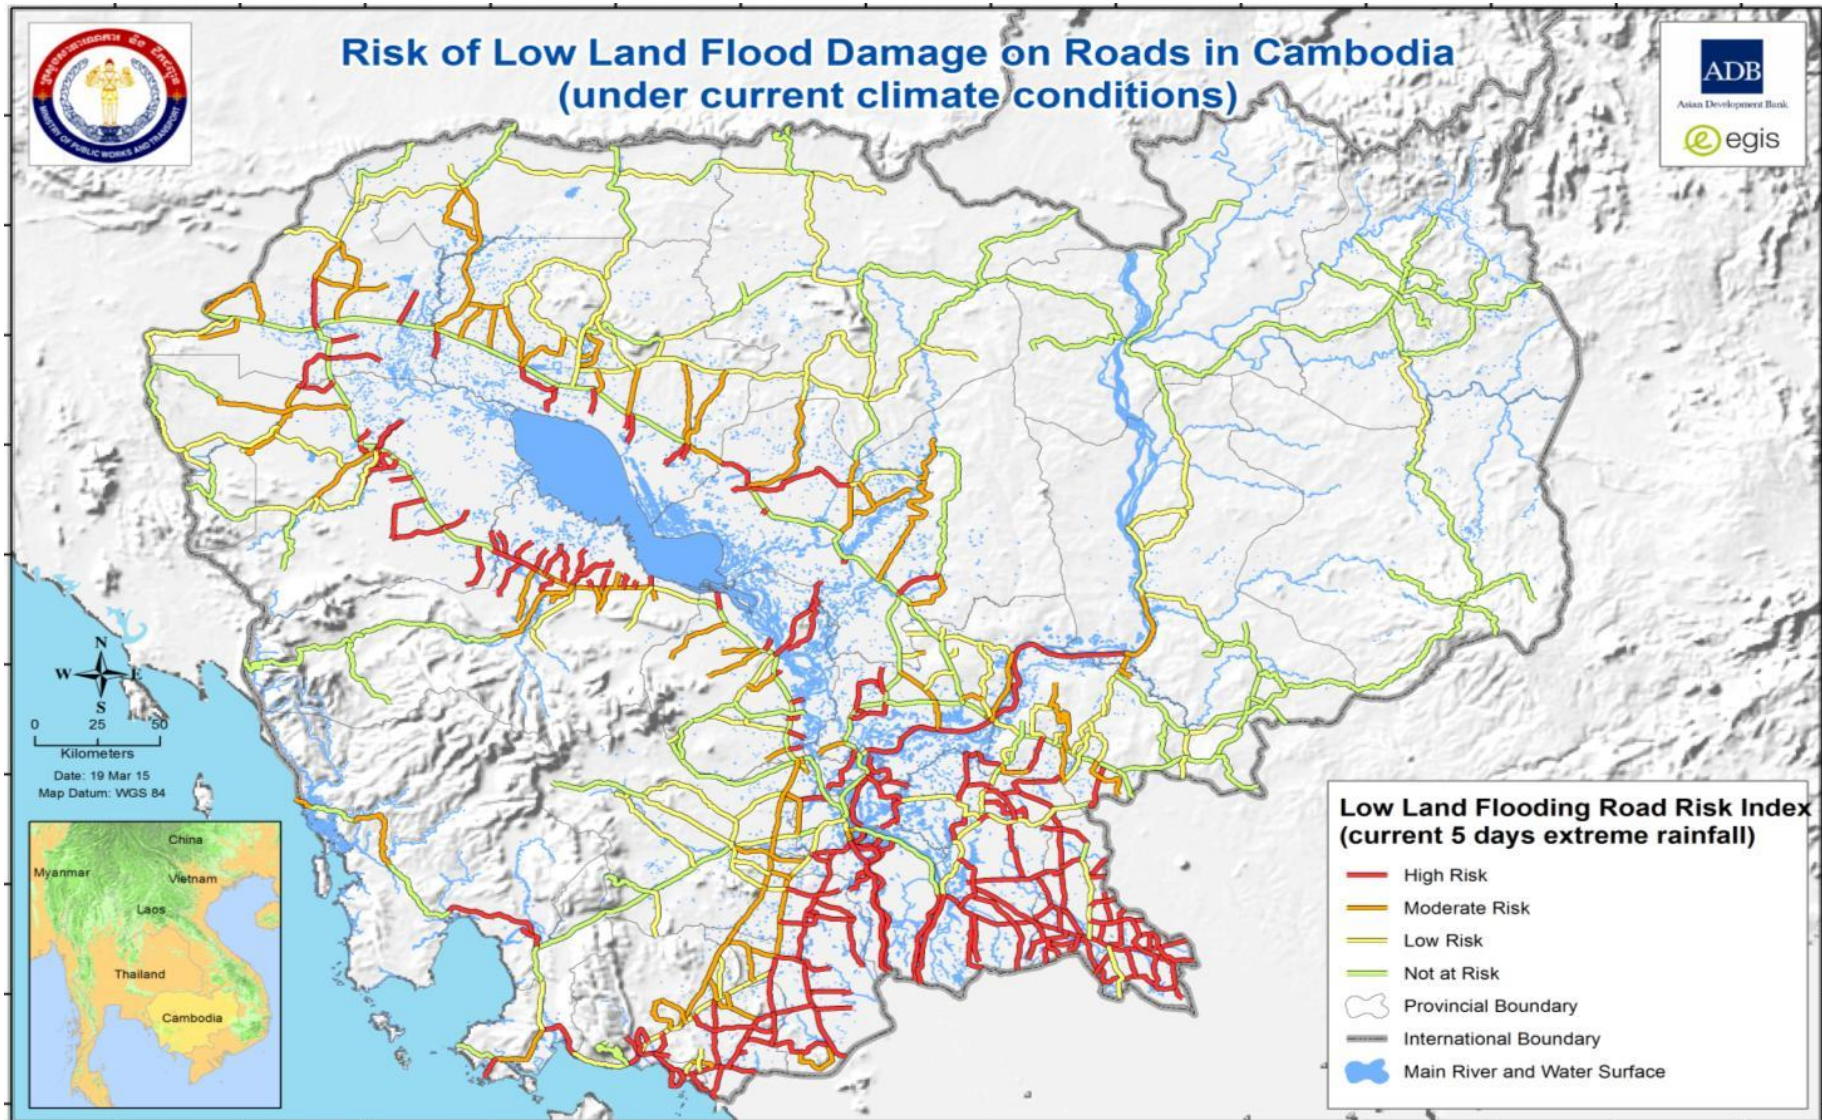 Risk of Low Land Flood Damage on Roads in Cambodia
(under current climate conditions)
MINISTRY OF PUBLIC WORKS AND TRANSPORT
ADB
Asian Development Bank
egis
N
W E
S
0 25 50
Kilometers
Date: 19 Mar 15
Map Datum: WGS 84
China
Myanmar
Vietnam
Laos
Thailand
Cambodia
Low Land Flooding Road Risk Index
(current 5 days extreme rainfall)
High Risk
Moderate Risk
Low Risk
Not at Risk
Provincial Boundary
International Boundary
Main River and Water Surface